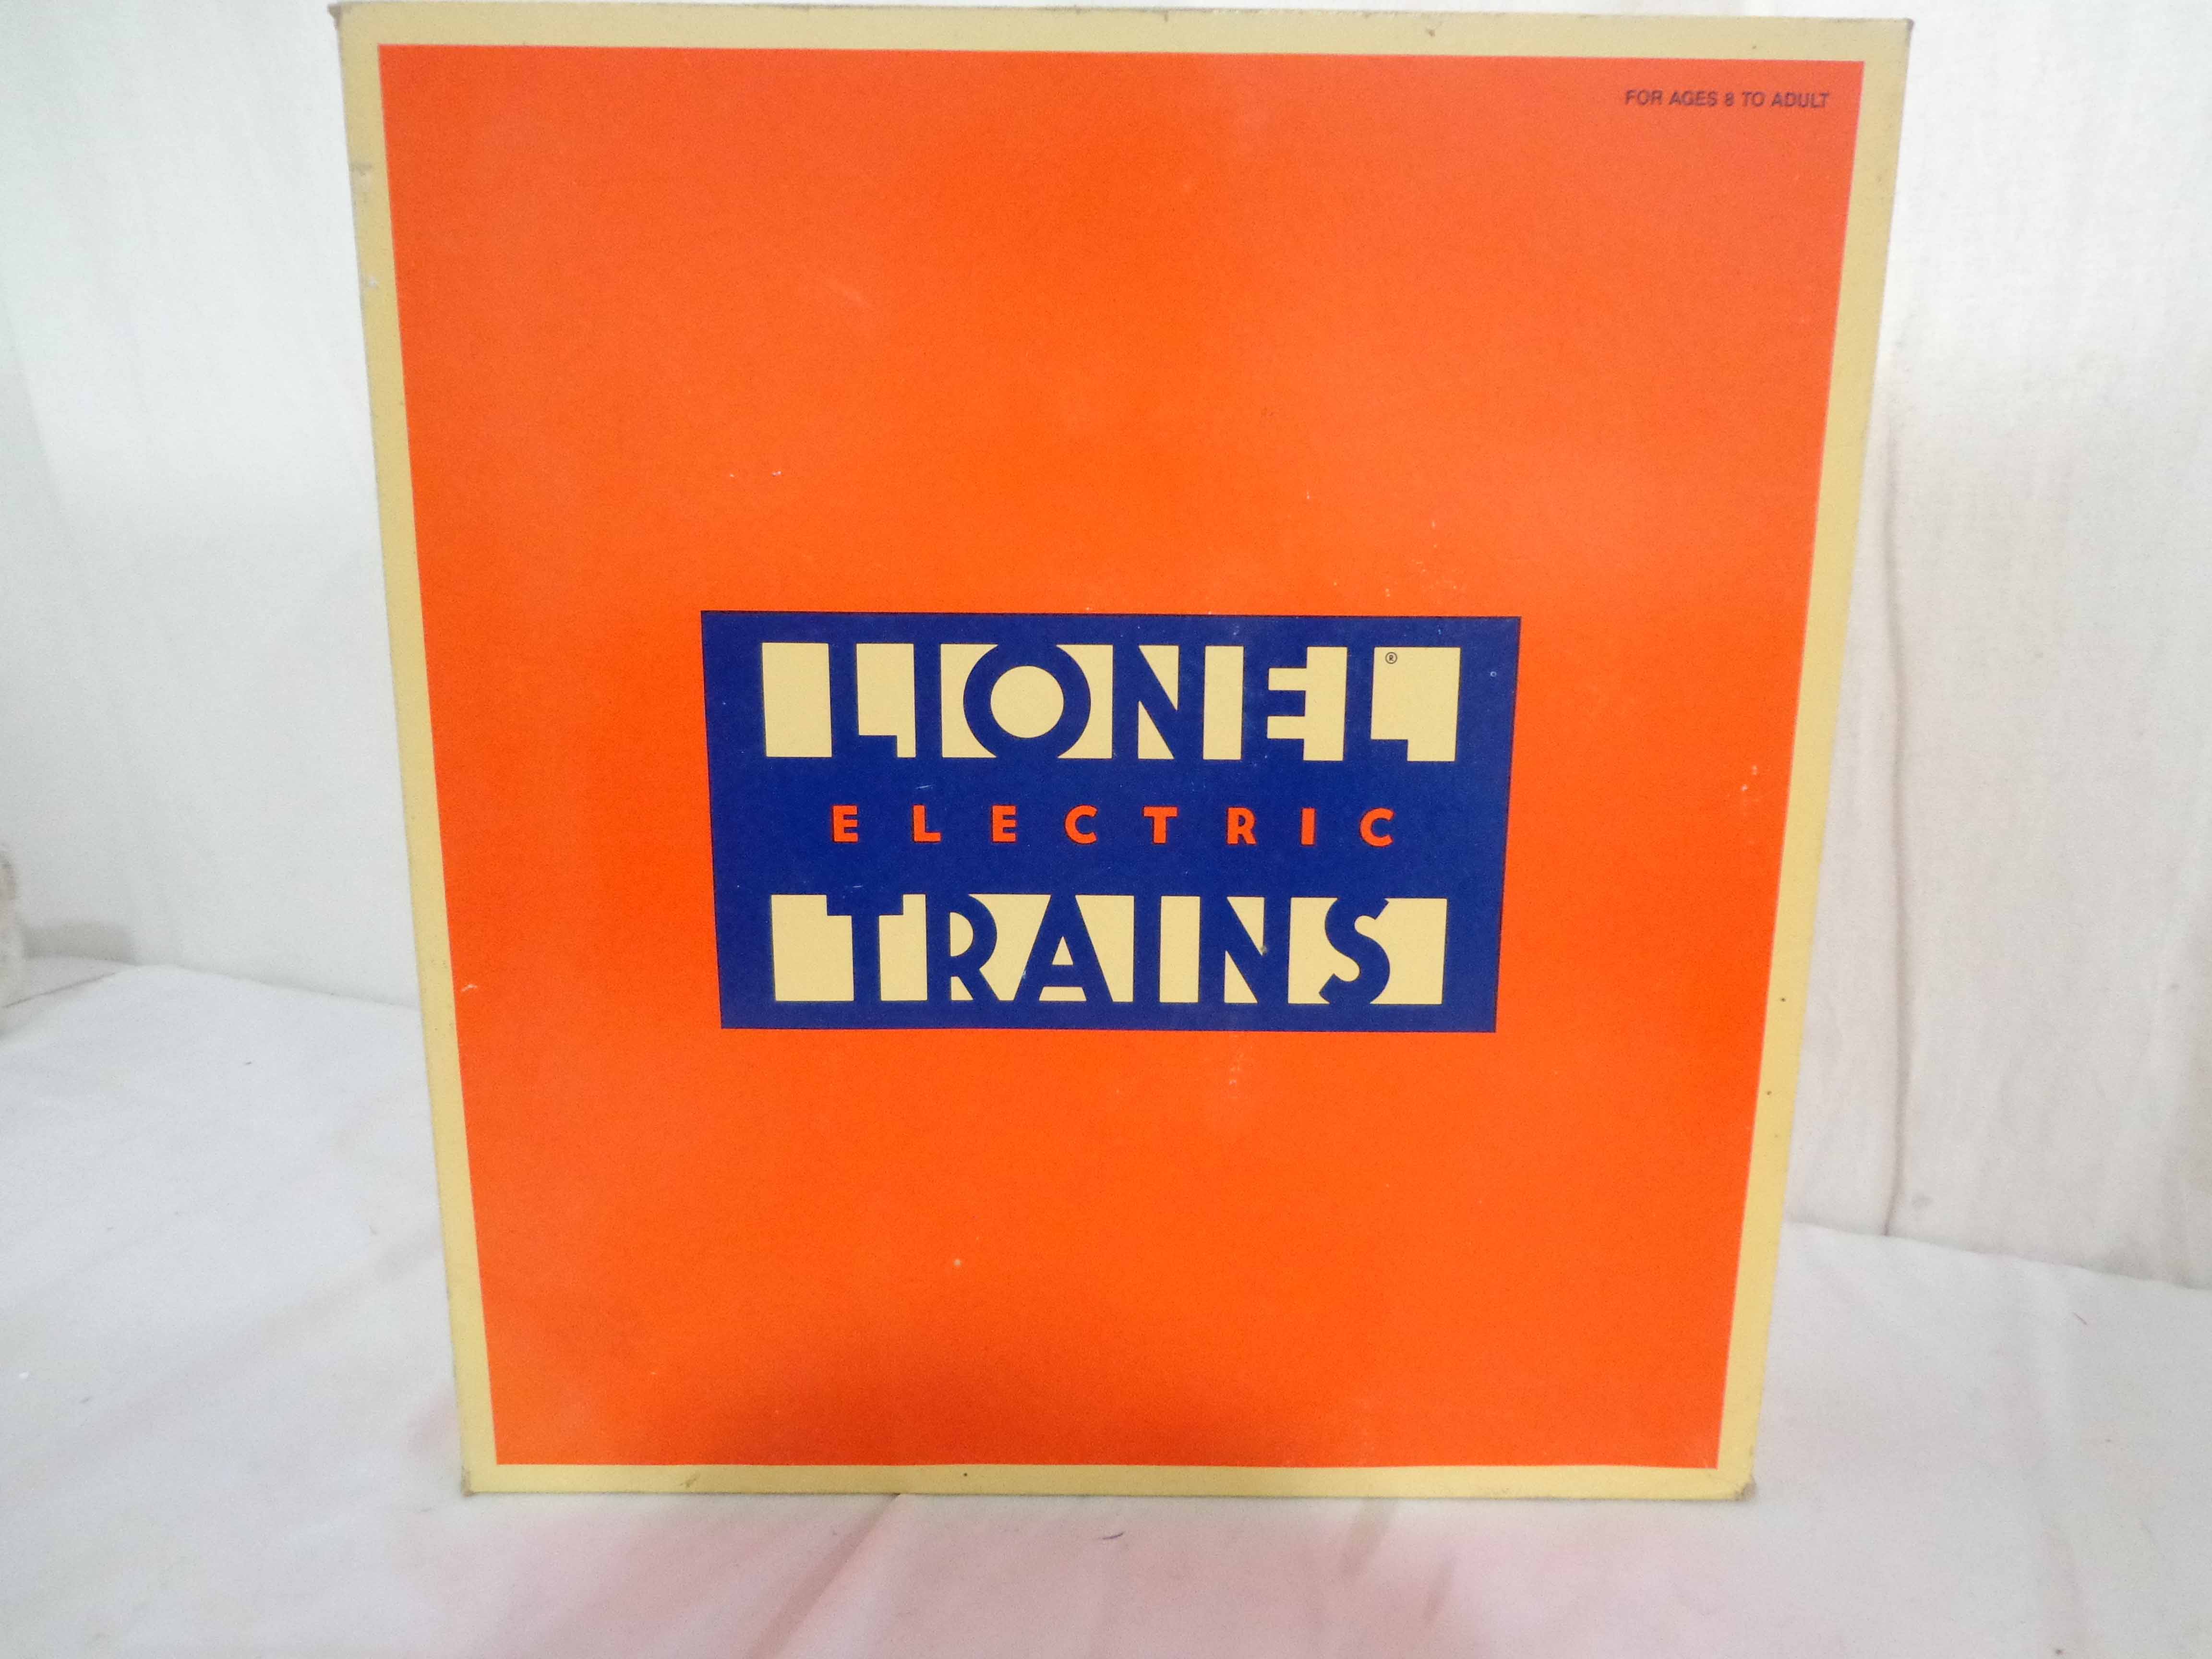 FOR AGES 8 TO ADULT
LIONEL®
ELECTRIC
TRAINS